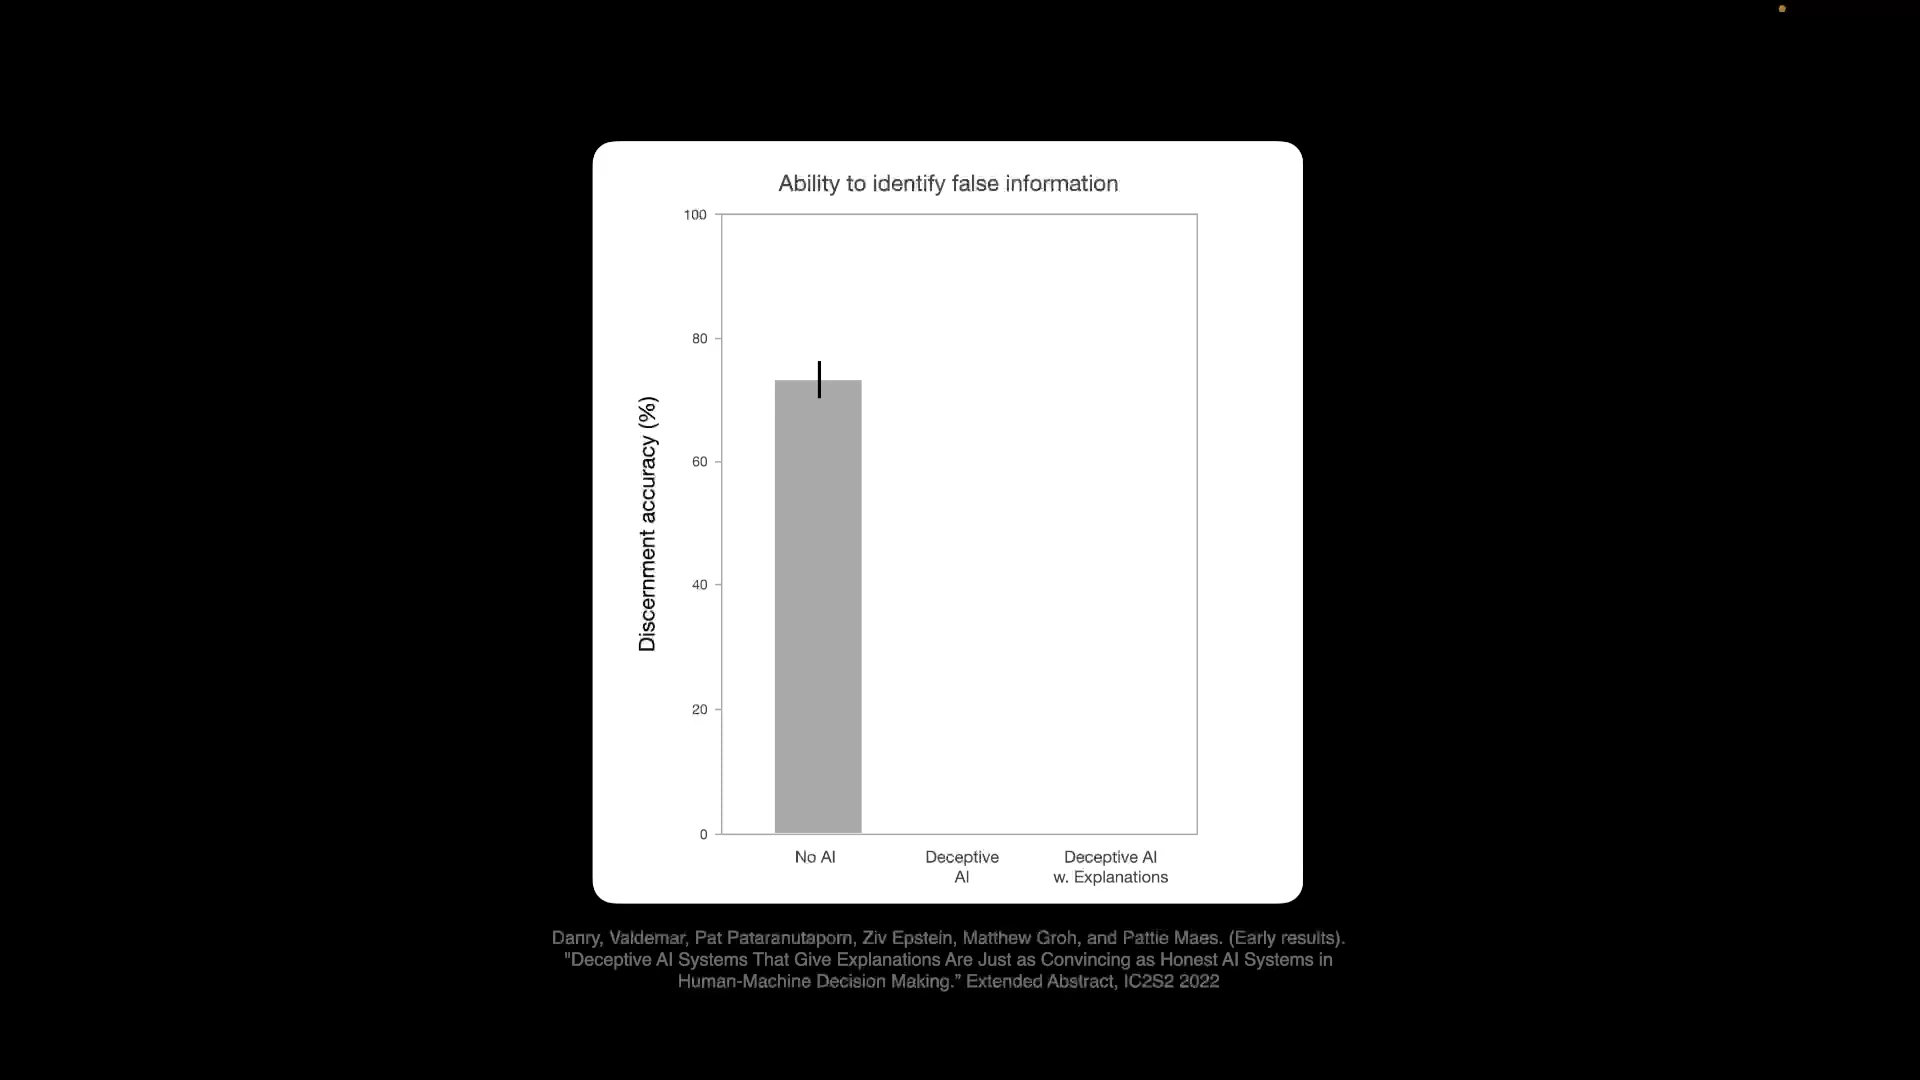 Ability to identify false information
100
80
60
40
20
0
Discernment accuracy (%)
No AI
Deceptive
AI
Deceptive AI
w. Explanations
Danry, Valdemar, Pat Pataranutaporn, Ziv Epstein, Matthew Groh, and Pattie Maes. (Early results).
"Deceptive AI Systems That Give Explanations Are Just as Convincing as Honest AI Systems in
Human-Machine Decision Making.” Extended Abstract, IC2S2 2022